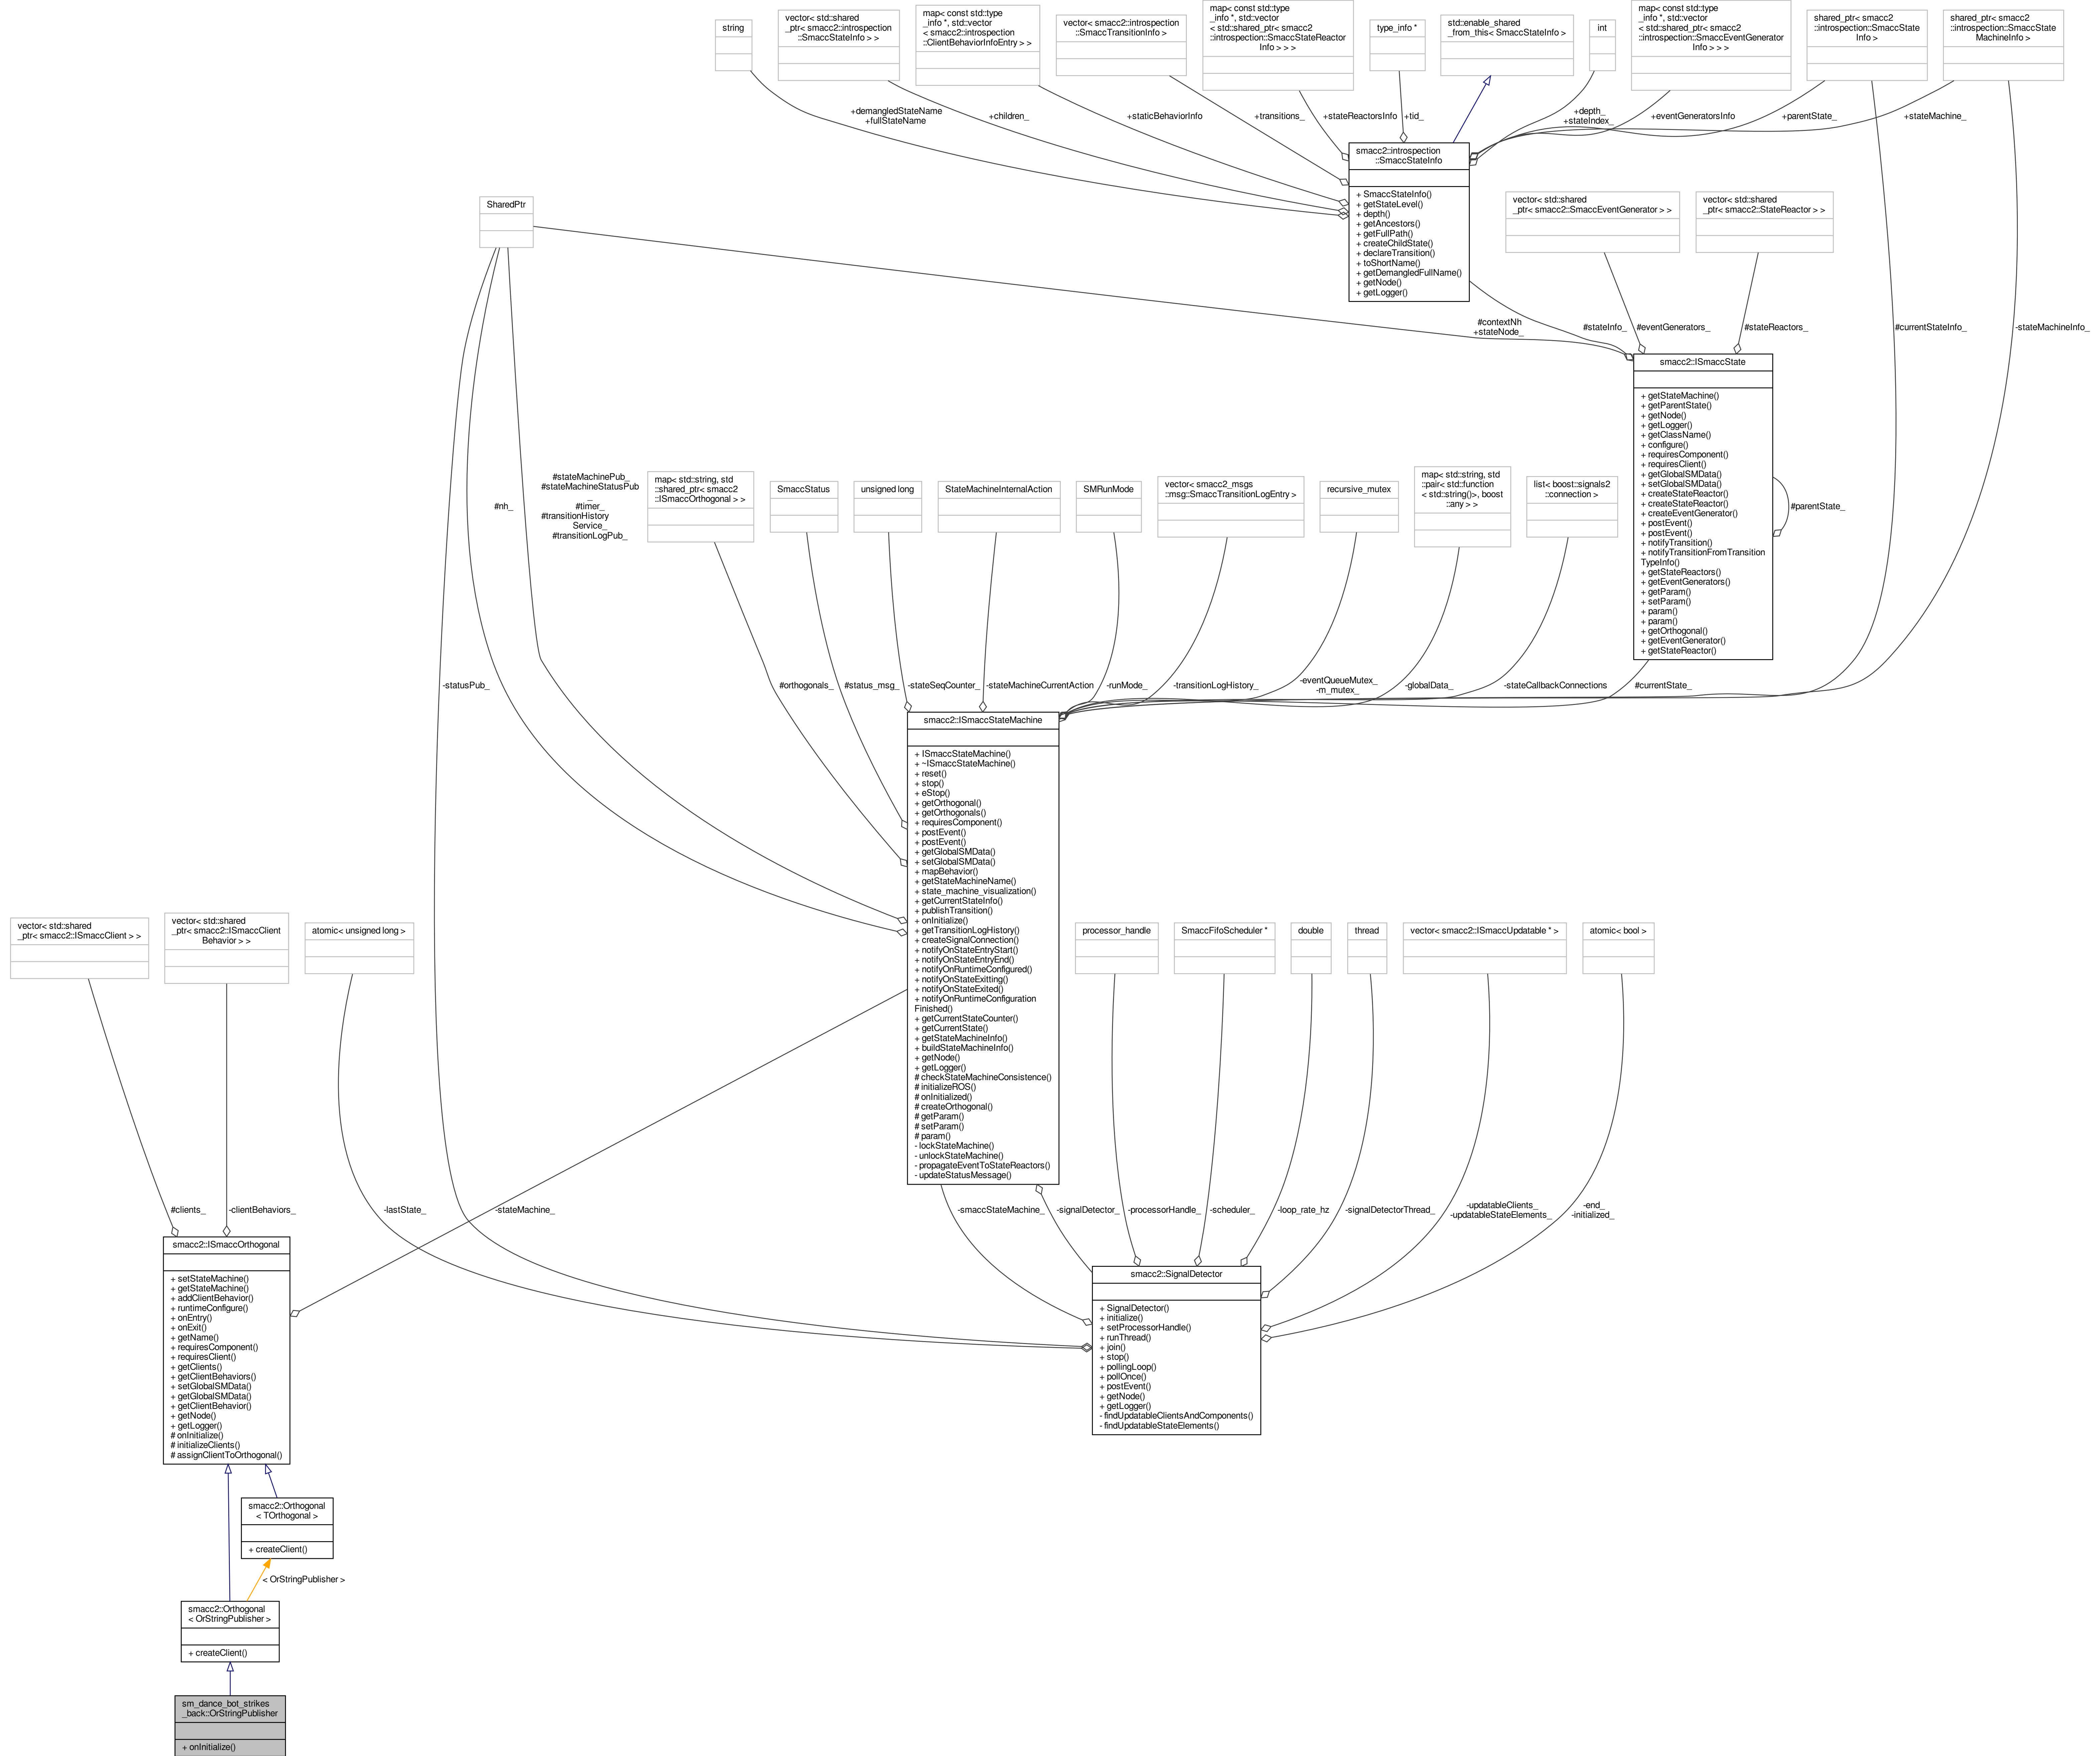 string
vector< std::shared
_ptr< smacc2::introspection
::SmaccStateInfo > >
map< const std::type
_info *, std::vector
< smacc2::introspection
::ClientBehaviorInfoEntry > >
vector< smacc2::introspection
::SmaccTransitionInfo >
map< const std::type
_info *, std::vector
< std::shared_ptr< smacc2
::introspection::SmaccStateReactor
Info > > >
type_info *
std::enable_shared
_from_this< SmaccStateInfo >
int
map< const std::type
_info *, std::vector
< std::shared_ptr< smacc2
::introspection::SmaccEventGenerator
Info > > >
shared_ptr< smacc2
::introspection::SmaccState
Info >
shared_ptr< smacc2
::introspection::SmaccState
MachineInfo >
+demangledStateName
+fullStateName
+children_
+staticBehaviorInfo
+transitions_
+stateReactorsInfo
+tid_
+depth_
+stateIndex_
+eventGeneratorsInfo
+parentState_
+stateMachine_
smacc2::introspection
::SmaccStateInfo
+ SmaccStateInfo()
+ getStateLevel()
+ depth()
+ getAncestors()
+ getFullPath()
+ createChildState()
+ declareTransition()
+ toShortName()
+ getDemangledFullName()
+ getNode()
+ getLogger()
SharedPtr
vector< std::shared
_ptr< smacc2::SmaccEventGenerator > >
vector< std::shared
_ptr< smacc2::StateReactor > >
#contextNh
+stateNode_
#stateInfo_
#eventGenerators_
#stateReactors_
#currentStateInfo_
-stateMachineInfo_
smacc2::ISmaccState
+ getStateMachine()
+ getParentState()
+ getNode()
+ getLogger()
+ getClassName()
+ configure()
+ requiresComponent()
+ requiresClient()
+ getGlobalSMData()
+ setGlobalSMData()
+ createStateReactor()
+ createStateReactor()
+ createEventGenerator()
+ postEvent()
+ postEvent()
+ notifyTransition()
+ notifyTransitionFromTransition
TypeInfo()
+ getStateReactors()
+ getEventGenerators()
+ getParam()
+ setParam()
+ param()
+ param()
+ getOrthogonal()
+ getEventGenerator()
+ getStateReactor()
#parentState_
#nh_
#stateMachinePub_
#stateMachineStatusPub
_
#timer_
#transitionHistory
Service_
#transitionLogPub_
map< std::string, std
::shared_ptr< smacc2
::ISmaccOrthogonal > >
SmaccStatus
unsigned long
StateMachineInternalAction
SMRunMode
vector< smacc2_msgs
::msg::SmaccTransitionLogEntry >
recursive_mutex
map< std::string, std
::pair< std::function
< std::string()>, boost
::any > >
list< boost::signals2
::connection >
-statusPub_
#orthogonals_
#status_msg_
-stateSeqCounter_
-stateMachineCurrentAction
-runMode_
-transitionLogHistory_
-eventQueueMutex_
-m_mutex_
-globalData_
-stateCallbackConnections
#currentState_
smacc2::ISmaccStateMachine
+ ISmaccStateMachine()
+ ~ISmaccStateMachine()
+ reset()
+ stop()
+ eStop()
+ getOrthogonal()
+ getOrthogonals()
+ requiresComponent()
+ postEvent()
+ postEvent()
+ getGlobalSMData()
+ setGlobalSMData()
+ mapBehavior()
+ getStateMachineName()
+ state_machine_visualization()
+ getCurrentStateInfo()
+ publishTransition()
+ onInitialize()
+ getTransitionLogHistory()
+ createSignalConnection()
+ notifyOnStateEntryStart()
+ notifyOnStateEntryEnd()
+ notifyOnRuntimeConfigured()
+ notifyOnStateExitting()
+ notifyOnStateExited()
+ notifyOnRuntimeConfiguration
Finished()
+ getCurrentStateCounter()
+ getCurrentState()
+ getStateMachineInfo()
+ buildStateMachineInfo()
+ getNode()
+ getLogger()
# checkStateMachineConsistence()
# initializeROS()
# onInitialized()
# createOrthogonal()
# getParam()
# setParam()
# param()
- lockStateMachine()
- unlockStateMachine()
- propagateEventToStateReactors()
- updateStatusMessage()
vector< std::shared
_ptr< smacc2::ISmaccClient > >
vector< std::shared
_ptr< smacc2::ISmaccClient
Behavior > >
atomic< unsigned long >
processor_handle
SmaccFifoScheduler *
double
thread
vector< smacc2::ISmaccUpdatable * >
atomic< bool >
#clients_
-clientBehaviors_
-lastState_
-stateMachine_
-smaccStateMachine_
-signalDetector_
-processorHandle_
-scheduler_
-loop_rate_hz
-signalDetectorThread_
-updatableClients_
-updatableStateElements_
-end_
-initialized_
smacc2::ISmaccOrthogonal
+ setStateMachine()
+ getStateMachine()
+ addClientBehavior()
+ runtimeConfigure()
+ onEntry()
+ onExit()
+ getName()
+ requiresComponent()
+ requiresClient()
+ getClients()
+ getClientBehaviors()
+ setGlobalSMData()
+ getGlobalSMData()
+ getClientBehavior()
+ getNode()
+ getLogger()
# onInitialize()
# initializeClients()
# assignClientToOrthogonal()
smacc2::SignalDetector
+ SignalDetector()
+ initialize()
+ setProcessorHandle()
+ runThread()
+ join()
+ stop()
+ pollingLoop()
+ pollOnce()
+ postEvent()
+ getNode()
+ getLogger()
- findUpdatableClientsAndComponents()
- findUpdatableStateElements()
smacc2::Orthogonal
< TOrthogonal >
+ createClient()
< OrStringPublisher >
smacc2::Orthogonal
< OrStringPublisher >
+ createClient()
sm_dance_bot_strikes
_back::OrStringPublisher
+ onInitialize()